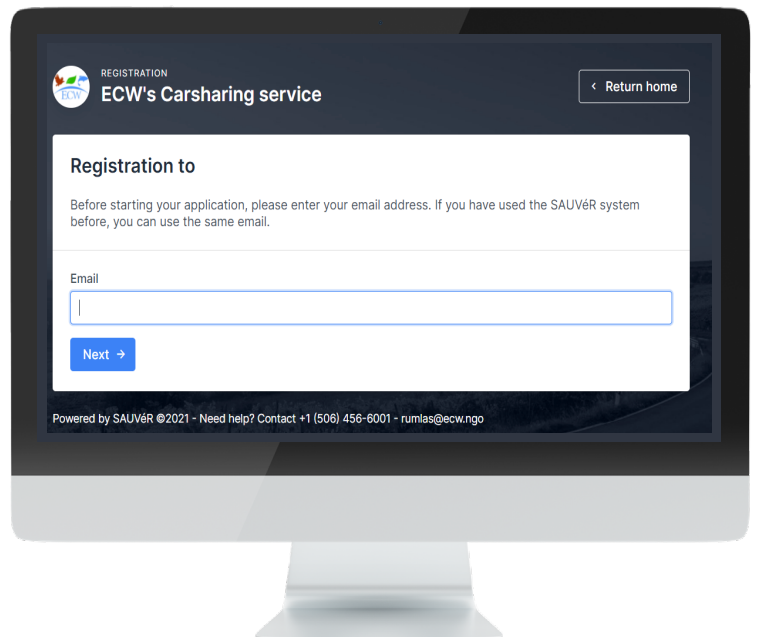 REGISTRATION
ECW's Carsharing service
ECW
Return home
Registration to
Before starting your application, please enter your email address. If you have used the SAUVéR system
before, you can use the same email.
Email
Next →
Powered by SAUVéR ©2021 - Need help? Contact +1 (506) 456-6001 - rumlas@ecw.ngo